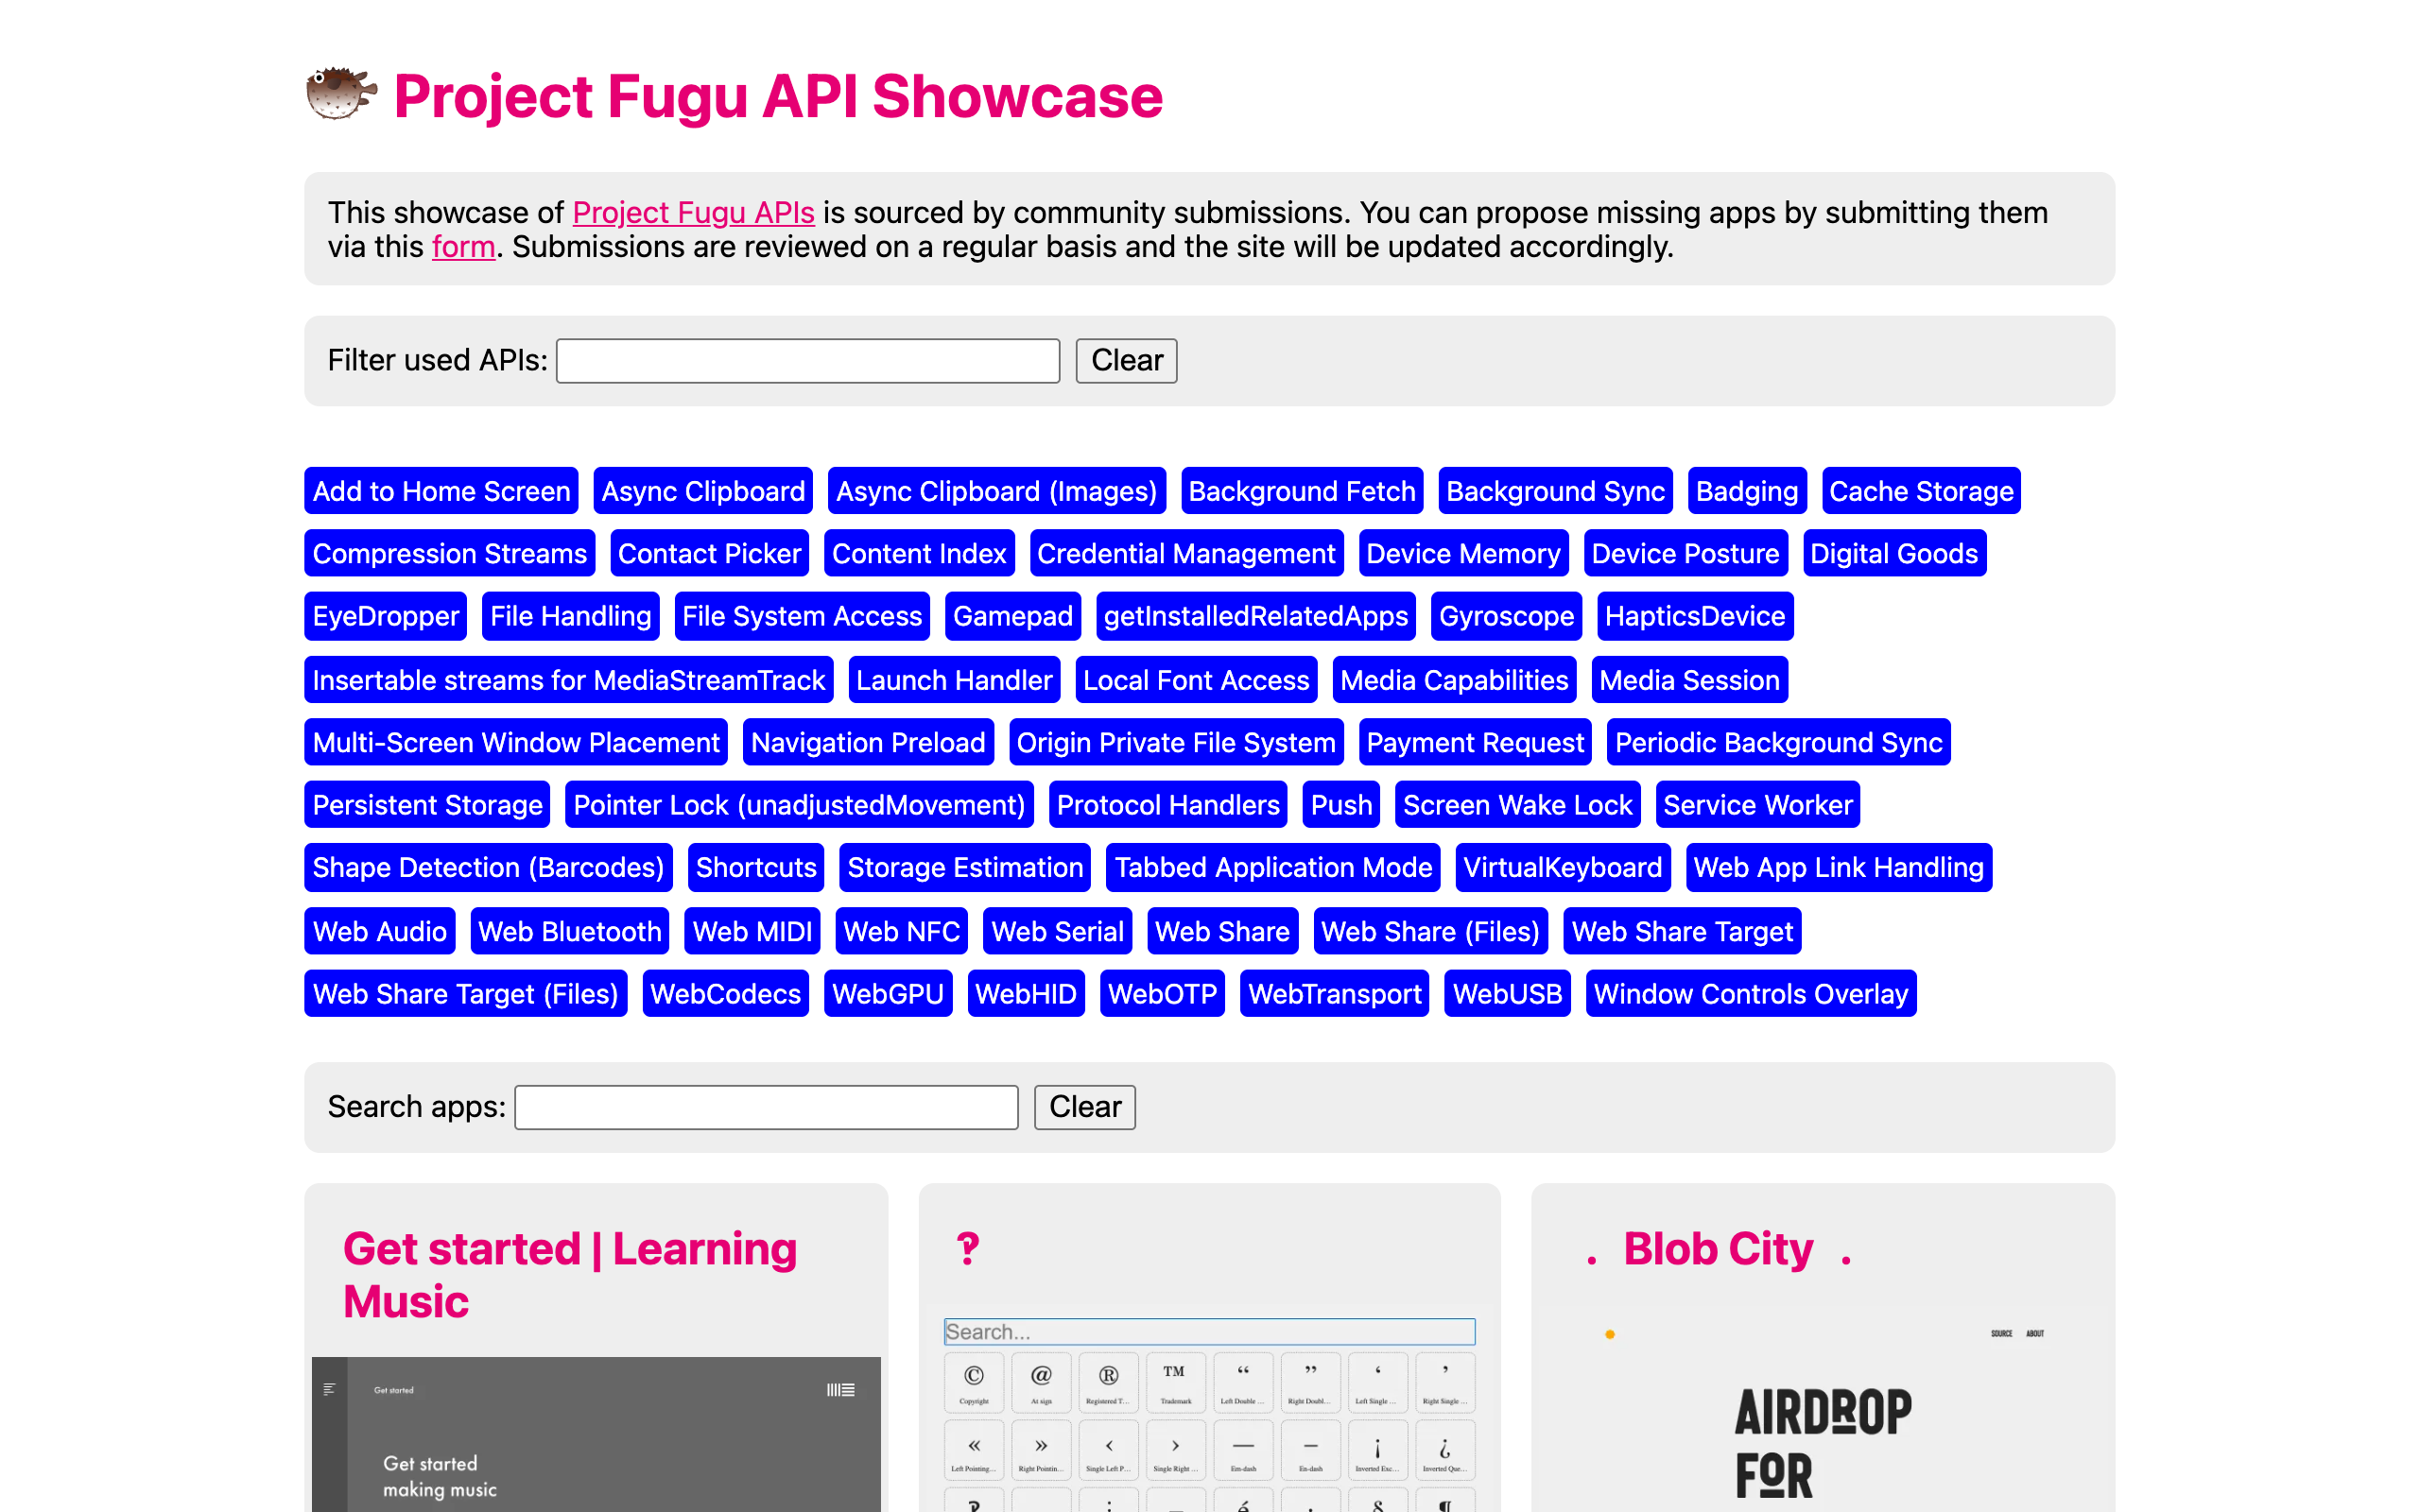 Project Fugu API Showcase
This showcase of Project Fugu APIs is sourced by community submissions. You can propose missing apps by submitting them
via this form. Submissions are reviewed on a regular basis and the site will be updated accordingly.
Filter used APIs: Clear
Add to Home Screen Async Clipboard Async Clipboard (Images) Background Fetch Background Sync Badging Cache Storage
Compression Streams Contact Picker Content Index Credential Management Device Memory Device Posture Digital Goods
EyeDropper File Handling File System Access Gamepad getInstalledRelatedApps Gyroscope HapticsDevice
Insertable streams for MediaStreamTrack Launch Handler Local Font Access Media Capabilities Media Session
Multi-Screen Window Placement Navigation Preload Origin Private File System Payment Request Periodic Background Sync
Persistent Storage Pointer Lock (unadjustedMovement) Protocol Handlers Push Screen Wake Lock Service Worker
Shape Detection (Barcodes) Shortcuts Storage Estimation Tabbed Application Mode VirtualKeyboard Web App Link Handling
Web Audio Web Bluetooth Web MIDI Web NFC Web Serial Web Share Web Share (Files) Web Share Target
Web Share Target (Files) WebCodecs WebGPU WebHID WebOTP WebTransport WebUSB Window Controls Overlay
Search apps: Clear
Get started | Learning
Music
Get started
Get started
making music
‽
Search...
© @ ® ™ “ ” ‘ ’
Copyright At sign Registered T... Trademark Left Double ... Right Doubl... Left Single ... Right Single ...
« » ‹ › — – ¡ ¿
Left Pointing... Right Pointin... Single Left P... Single Right ... Em-dash En-dash Inverted Exc... Inverted Que...
. Blob City .
SOURCE ABOUT
AIRDROP
FOR